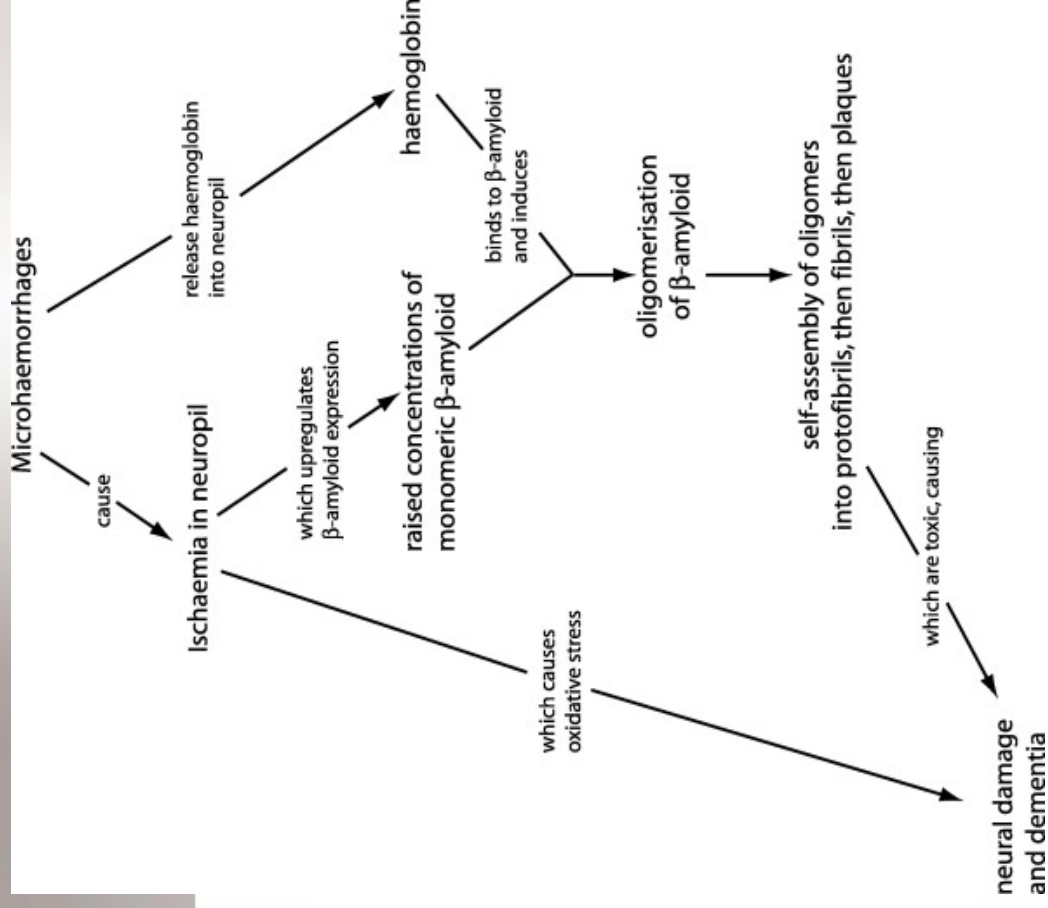 Microhaemorrhages
cause
release haemoglobin
into neuropil
Ischaemia in neuropil
haemoglobin
which upregulates
β-amyloid expression
raised concentrations of
monomeric β-amyloid
binds to β-amyloid
and induces
which causes
oxidative stress
oligomerisation
of β-amyloid
self-assembly of oligomers
into protofibrils, then fibrils, then plaques
which are toxic, causing
neural damage
and dementia